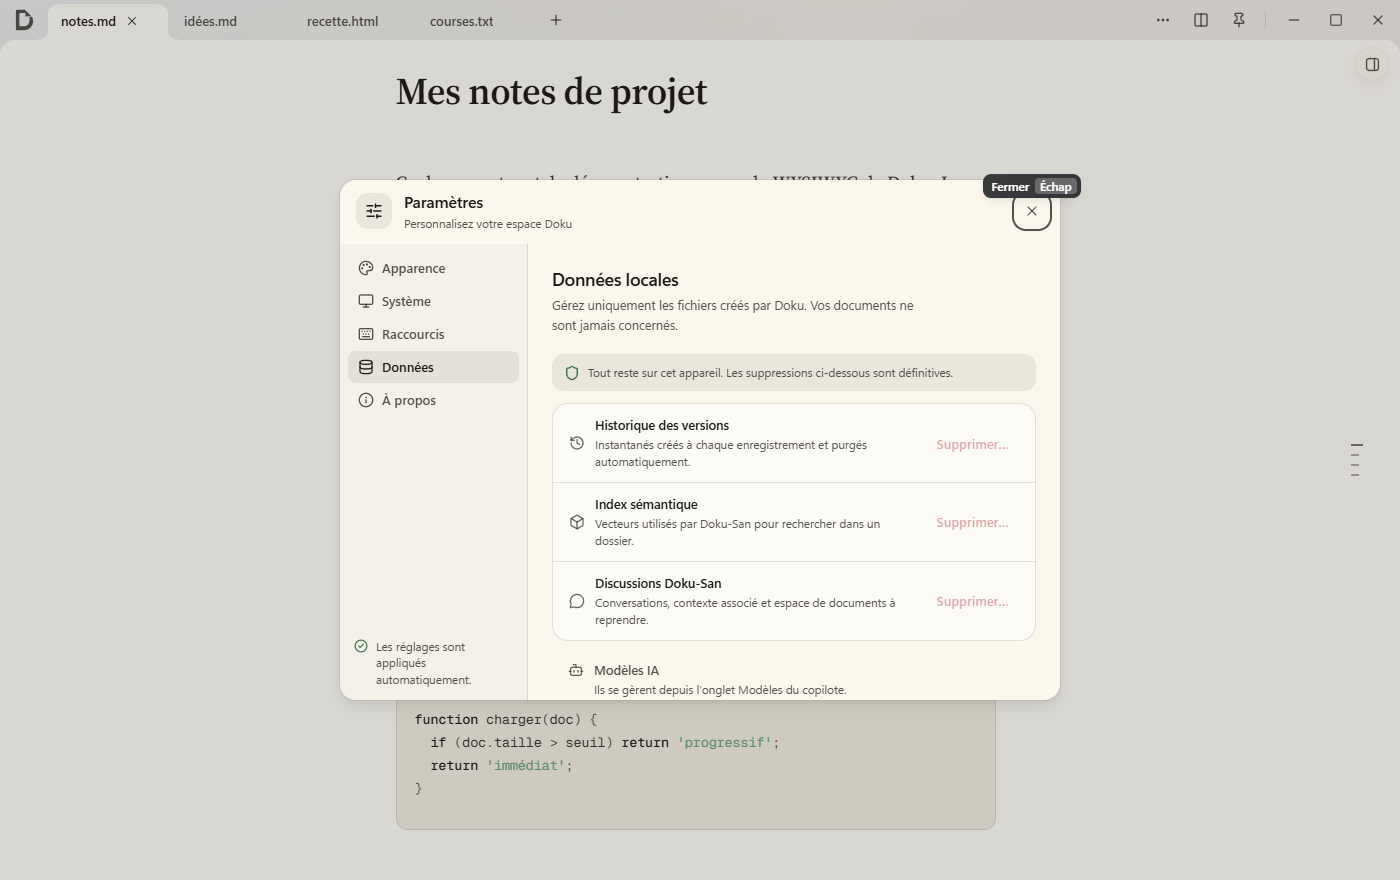 notes.md
idées.md
recette.html
courses.txt
Mes notes de projet
Fermer Échap
Paramètres
Personnalisez votre espace Doku
Apparence
Système
Raccourcis
Données
À propos
Les réglages sont
appliqués
automatiquement.
Données locales
Gérez uniquement les fichiers créés par Doku. Vos documents ne
sont jamais concernés.
Tout reste sur cet appareil. Les suppressions ci-dessous sont définitives.
Historique des versions
Instantanés créés à chaque enregistrement et purgés
automatiquement.
Supprimer...
Index sémantique
Vecteurs utilisés par Doku-San pour rechercher dans un
dossier.
Supprimer...
Discussions Doku-San
Conversations, contexte associé et espace de documents à
reprendre.
Supprimer...
Modèles IA
Ils se gèrent depuis l'onglet Modèles du copilote.
function charger(doc) {
  if (doc.taille > seuil) return 'progressif';
  return 'immédiat';
}